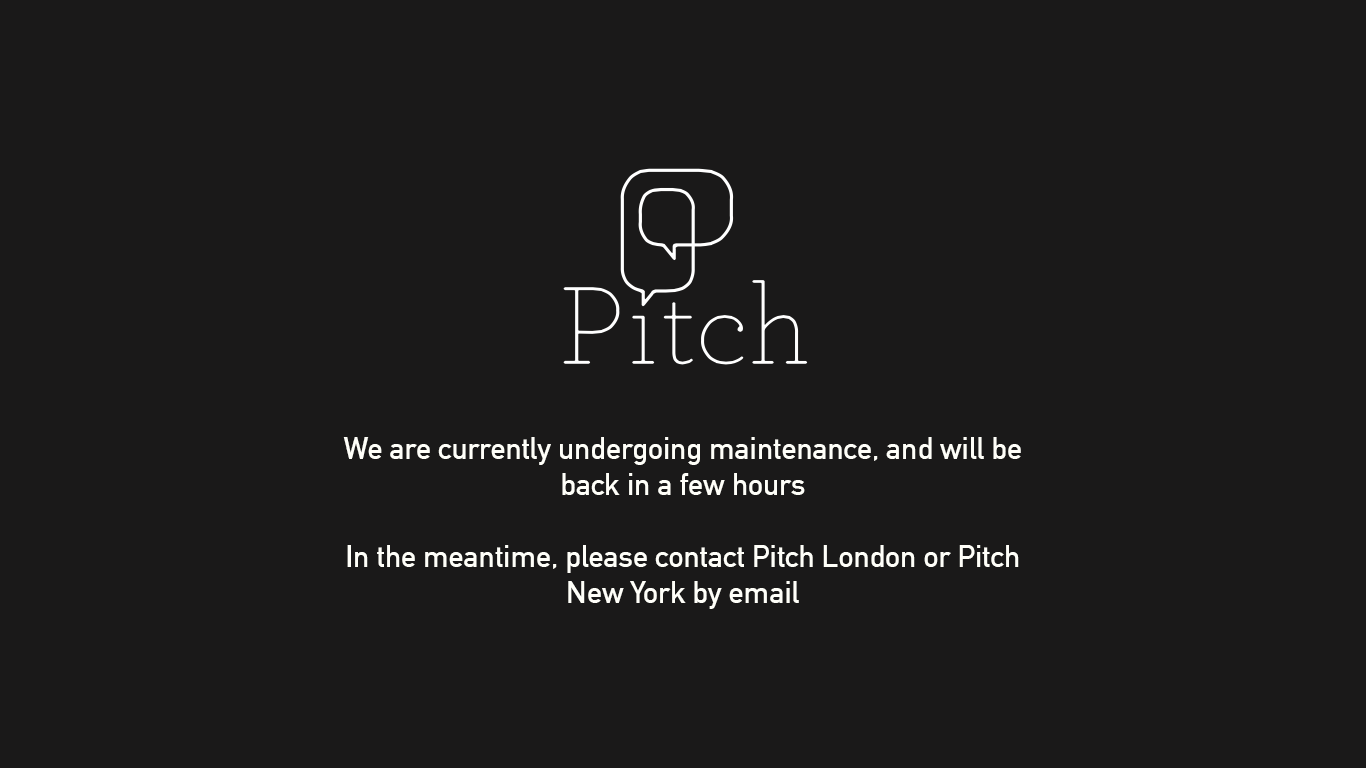 Pitch
We are currently undergoing maintenance, and will be
back in a few hours
In the meantime, please contact Pitch London or Pitch
New York by email